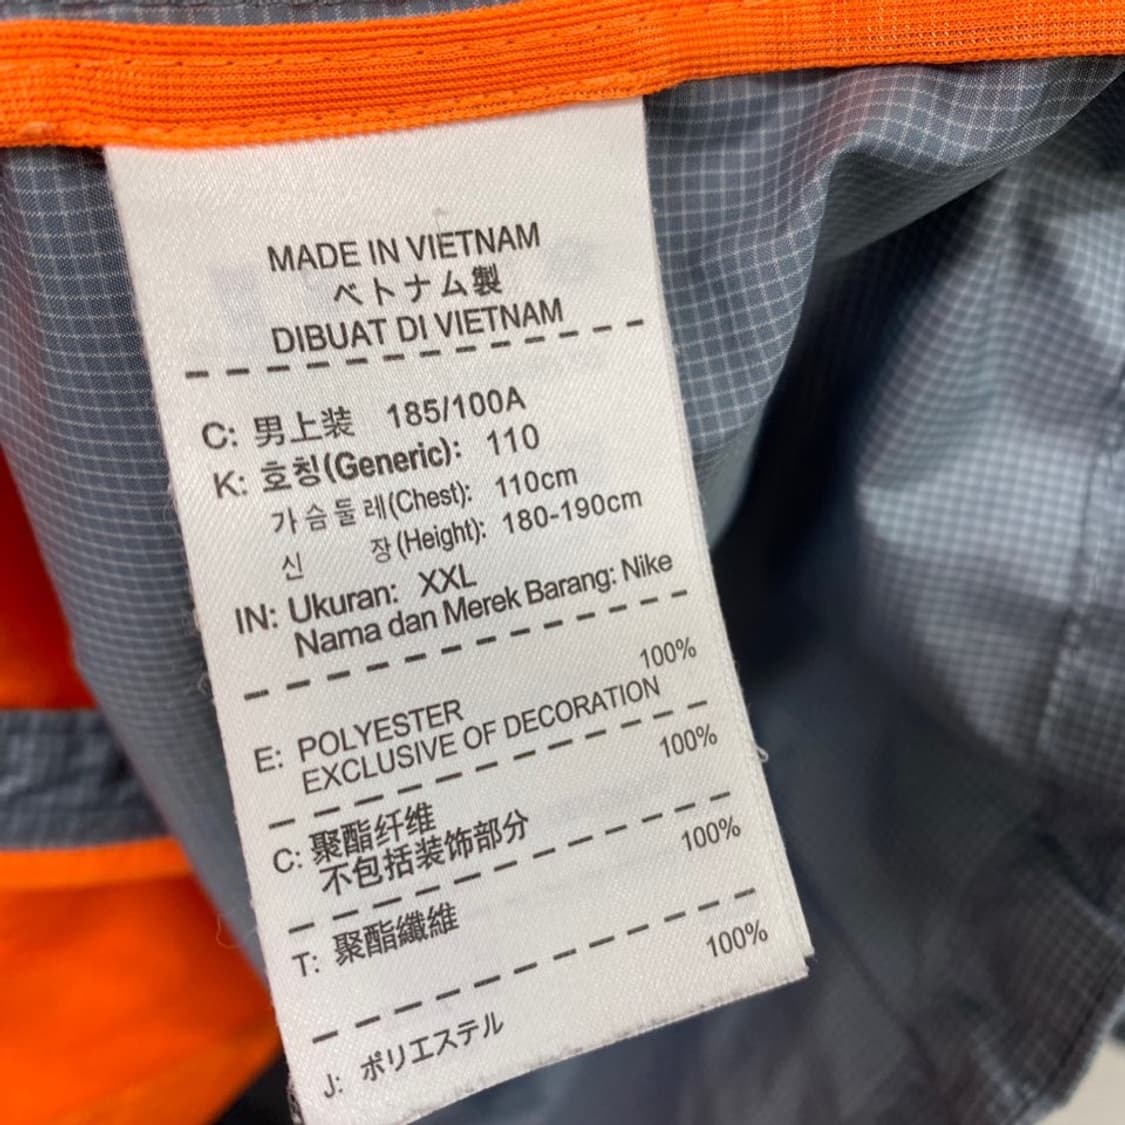 MADE IN VIETNAM
ベトナム製
DIBUAT DI VIETNAM
C: 男上装 185/100A
K: 호칭(Generic): 110
가슴둘레(Chest): 110cm
신 장(Height): 180-190cm
IN: Ukuran: XXL
Nama dan Merek Barang: Nike
100%
E: POLYESTER
EXCLUSIVE OF DECORATION
100%
C: 聚酯纤维
不包括装饰部分
100%
T: 聚酯纖維
100%
J: ポリエステル